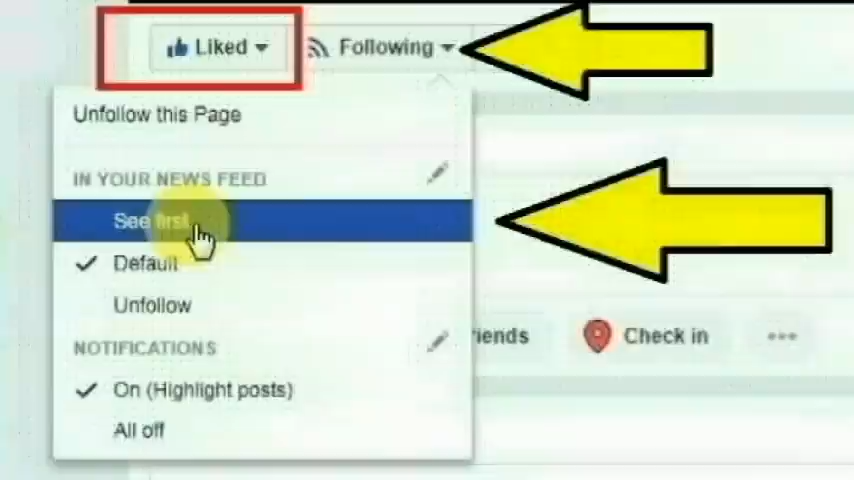 Liked Following
Unfollow this Page
IN YOUR NEWS FEED
See first
Default
Unfollow
NOTIFICATIONS
riends Check in
On (Highlight posts)
All off